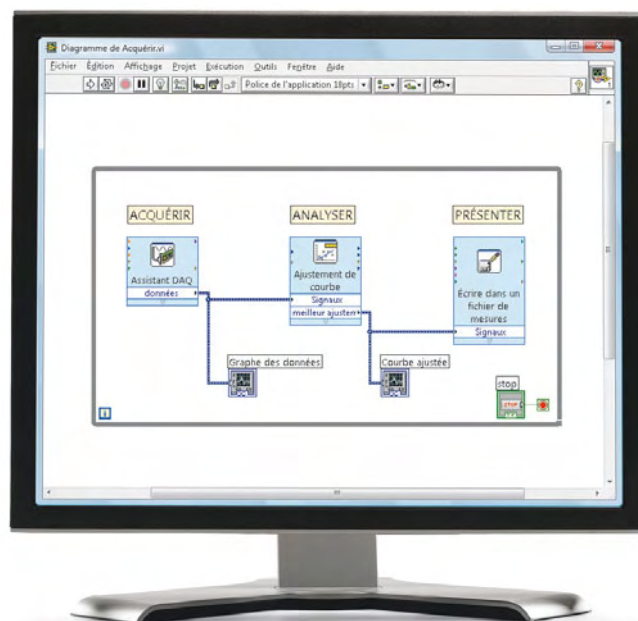 Diagramme de Acquérir.vi
Fichier Édition Affichage Projet Exécution Outils Fenêtre Aide
Police de l'application 18pts
ACQUÉRIR ANALYSER PRÉSENTER
Assistant DAQ
données
Ajustement de
courbe
Signaux
meilleur ajusten
Écrire dans un
fichier de
mesures
Signaux
Graphe des données
Courbe ajustée
stop
STOP
i